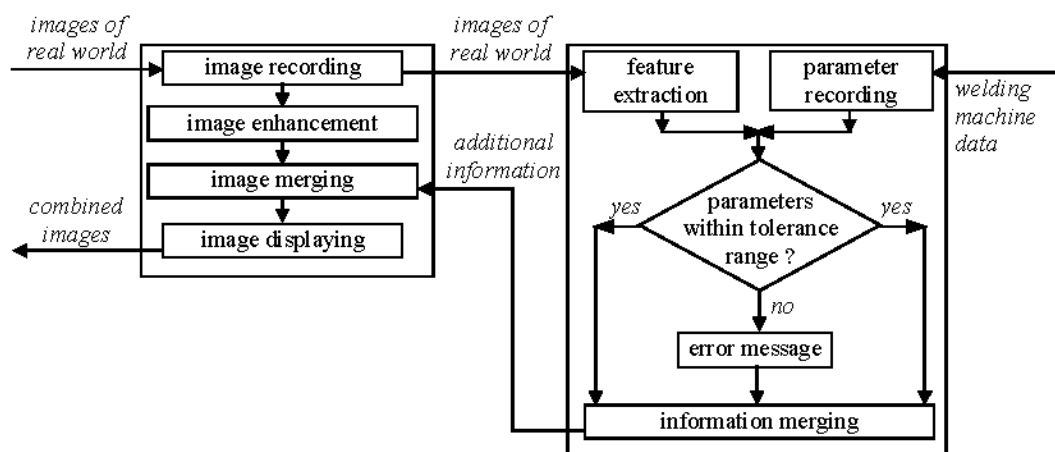 images of
real world
image recording
image enhancement
image merging
image displaying
combined
images
images of
real world
additional
information
feature
extraction
parameter
recording
welding
machine
data
parameters
within tolerance
range ?
yes
yes
no
error message
information merging